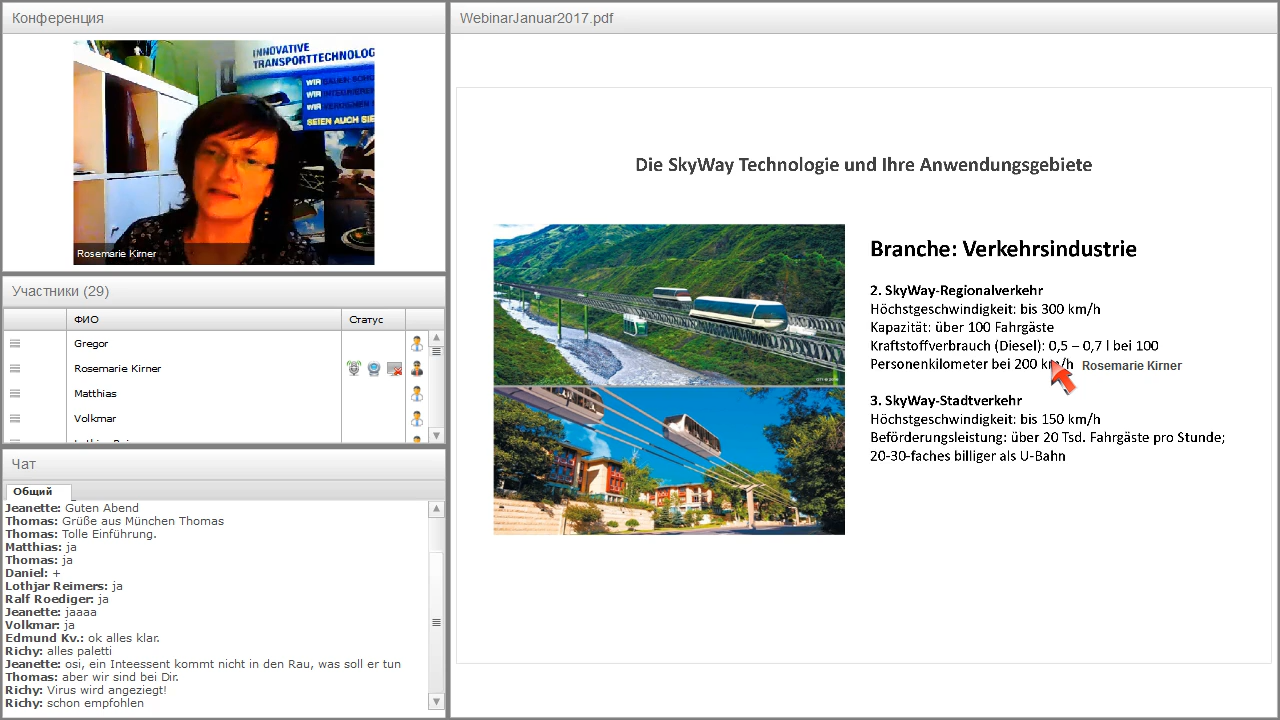 Конференция
INNOVATIVE
TRANSPORTTECHNOLOG
WIR
WIR
WIR
SEIEN AUCH SIE
Rosemarie Kirner
Участники (29)
ФИО Статус
Gregor
Rosemarie Kirner
Matthias
Volkmar
Чат
Общий
Jeanette: Guten Abend
Thomas: Grüße aus München Thomas
Thomas: Tolle Einführung.
Matthias: ja
Thomas: ja
Daniel: +
Lothjar Reimers: ja
Ralf Roediger: ja
Jeanette: jaaaa
Volkmar: ja
Edmund Kv.: ok alles klar.
Richy: alles paletti
Jeanette: osi, ein Inteessent kommt nicht in den Rau, was soll er tun
Thomas: aber wir sind bei Dir.
Richy: Virus wird angeziegt!
Richy: schon empfohlen
WebinarJanuar2017.pdf
Die SkyWay Technologie und Ihre Anwendungsgebiete
Branche: Verkehrsindustrie
2. SkyWay-Regionalverkehr
Höchstgeschwindigkeit: bis 300 km/h
Kapazität: über 100 Fahrgäste
Kraftstoffverbrauch (Diesel): 0,5 – 0,7 l bei 100
Personenkilometer bei 200 km/h
Rosemarie Kirner
3. SkyWay-Stadtverkehr
Höchstgeschwindigkeit: bis 150 km/h
Beförderungsleistung: über 20 Tsd. Fahrgäste pro Stunde;
20-30-faches billiger als U-Bahn